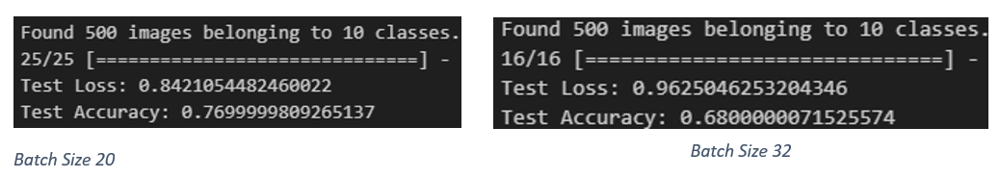 Found 500 images belonging to 10 classes.
25/25 [==============================] -
Test Loss: 0.8421054482460022
Test Accuracy: 0.7699999809265137
Batch Size 20
Found 500 images belonging to 10 classes.
16/16 [==============================] -
Test Loss: 0.9625046253204346
Test Accuracy: 0.6800000071525574
Batch Size 32